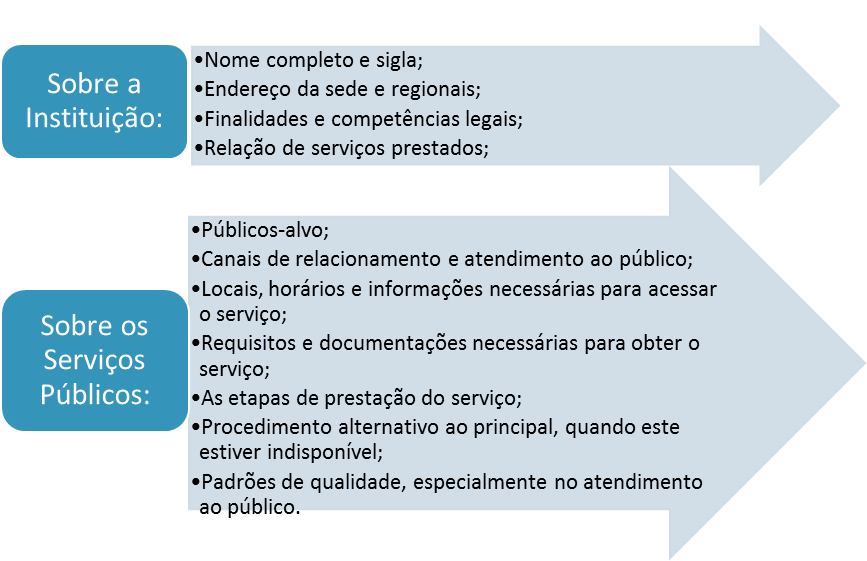 Sobre a
Instituição:
•Nome completo e sigla;
•Endereço da sede e regionais;
•Finalidades e competências legais;
•Relação de serviços prestados;
Sobre os
Serviços
Públicos:
•Públicos-alvo;
•Canais de relacionamento e atendimento ao público;
•Locais, horários e informações necessárias para acessar
o serviço;
•Requisitos e documentações necessárias para obter o
serviço;
•As etapas de prestação do serviço;
•Procedimento alternativo ao principal, quando este
estiver indisponível;
•Padrões de qualidade, especialmente no atendimento
ao público.